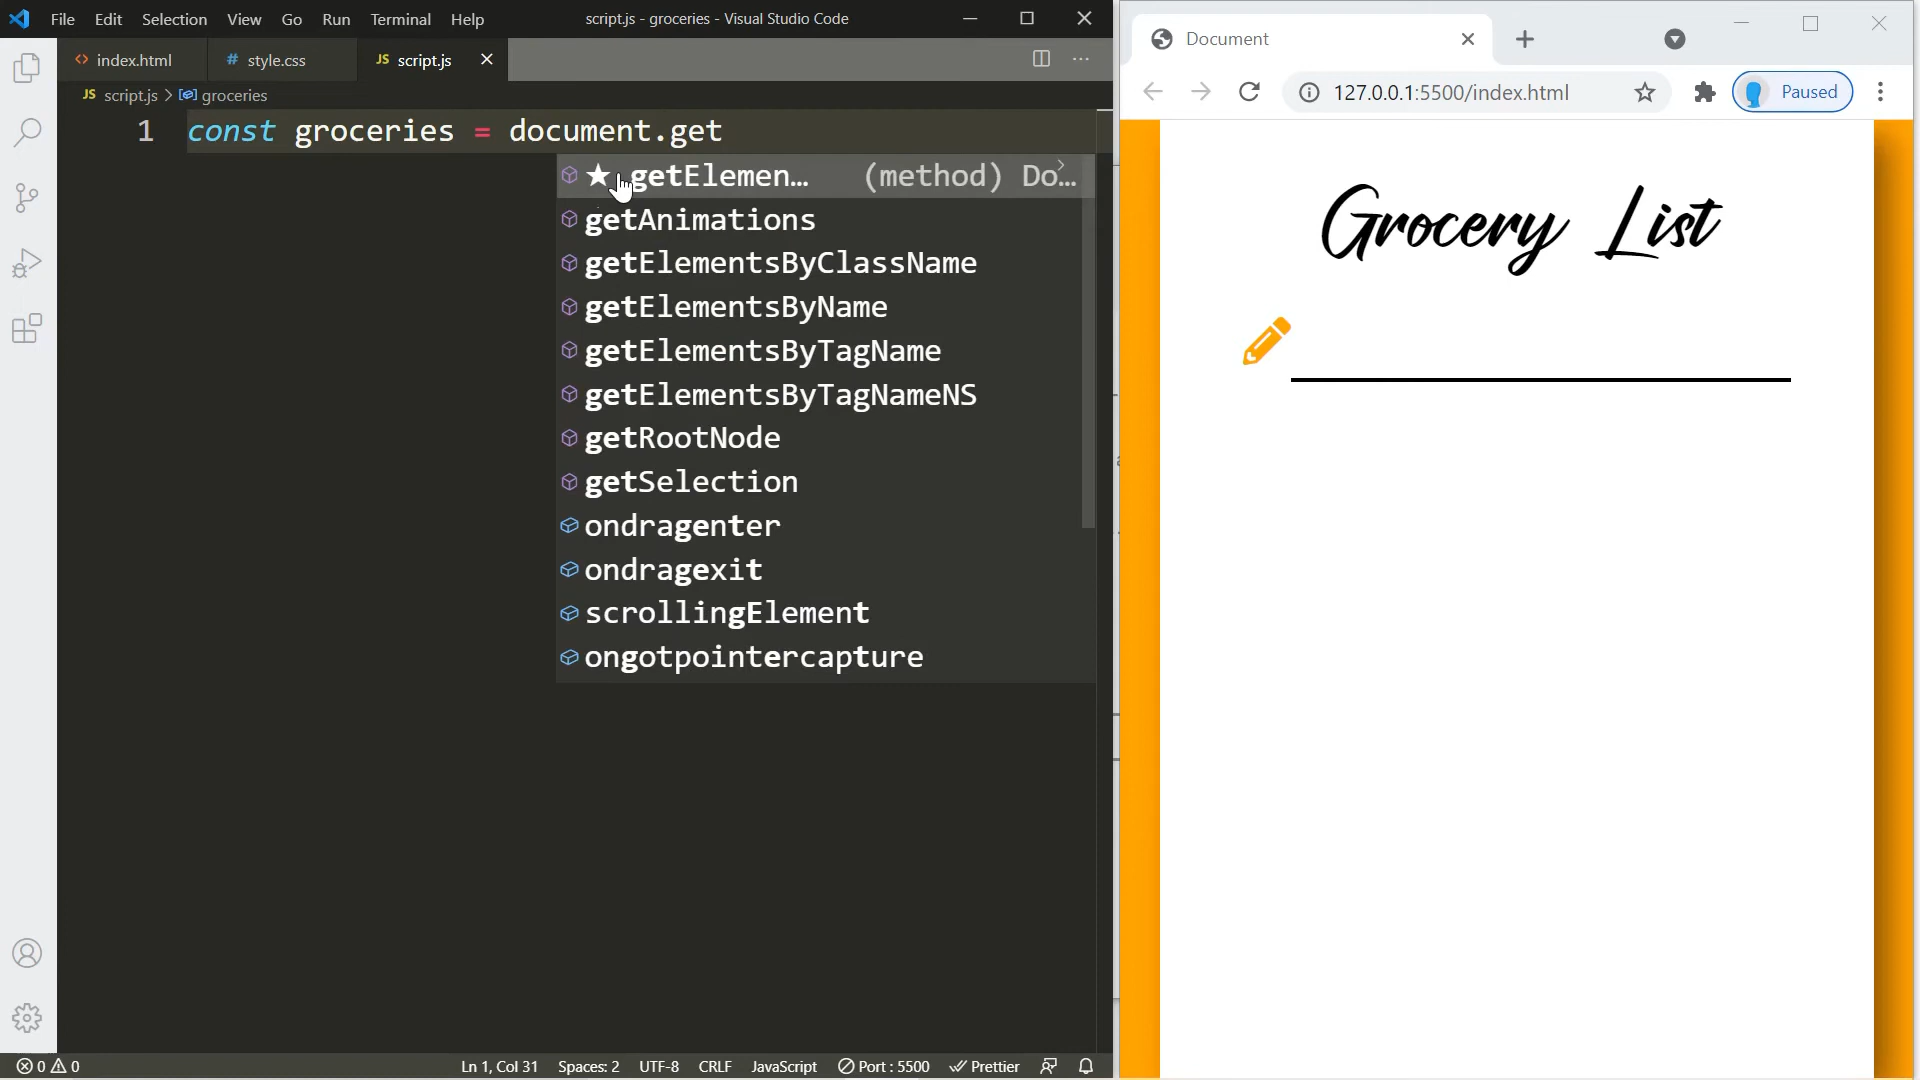 File Edit Selection View Go Run Terminal Help
script.js - groceries - Visual Studio Code
index.html
# style.css
JS script.js
JS script.js > groceries
1 const groceries = document.get
★ getElemen... (method) Do...
getAnimations
getElementsByClassName
getElementsByName
getElementsByTagName
getElementsByTagNameNS
getRootNode
getSelection
ondragenter
ondragexit
scrollingElement
ongotpointercapture
0 0 Ln 1, Col 31 Spaces: 2 UTF-8 CRLF JavaScript Port : 5500 Prettier
Document
127.0.0.1:5500/index.html
Paused
Grocery List